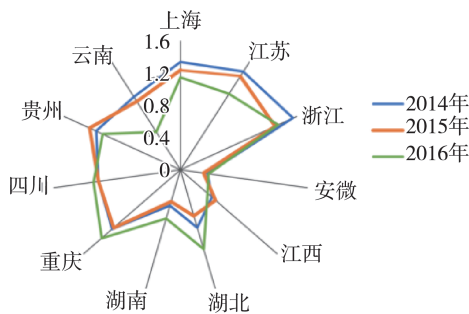 上海
1.6
江苏
云南
1.2
0.8
贵州
浙江
2014年
2015年
0.4
2016年
0
四川
安微
重庆
江西
湖南
湖北